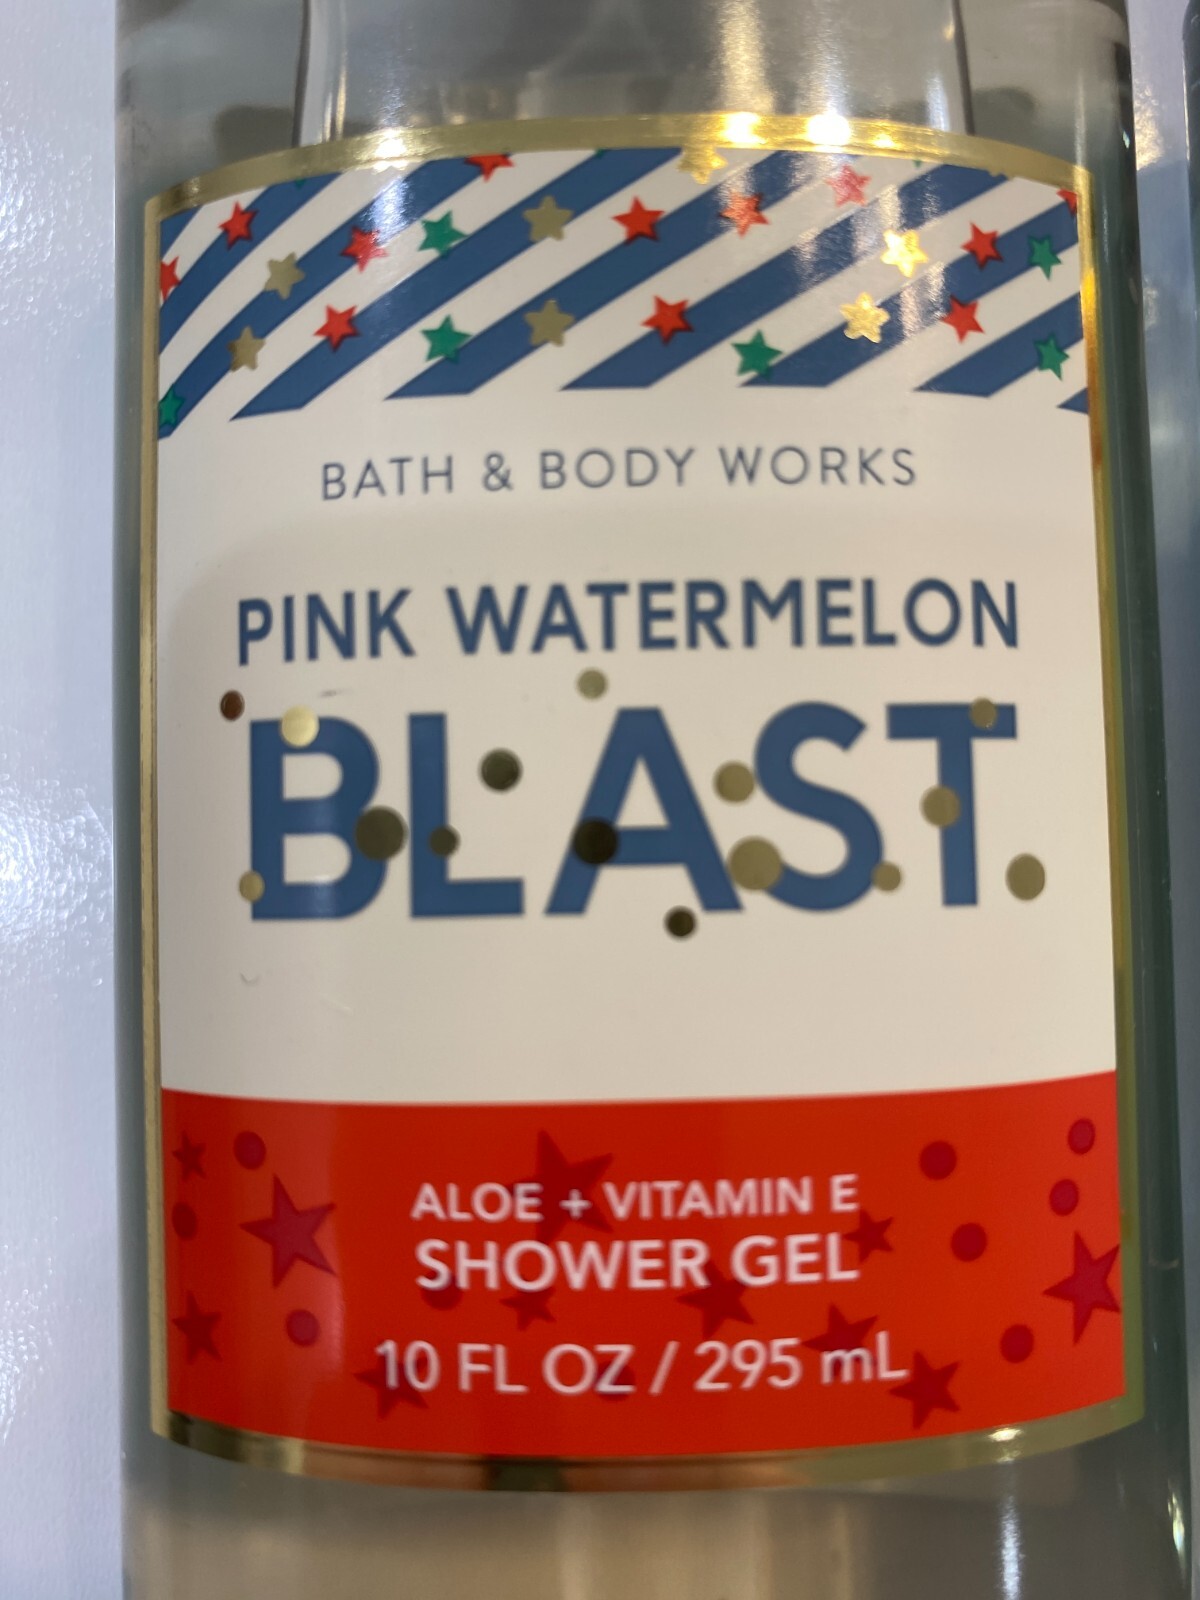 BATH & BODY WORKS
PINK WATERMELON
BLAST
ALOE + VITAMIN E
SHOWER GEL
10 FL OZ / 295 mL